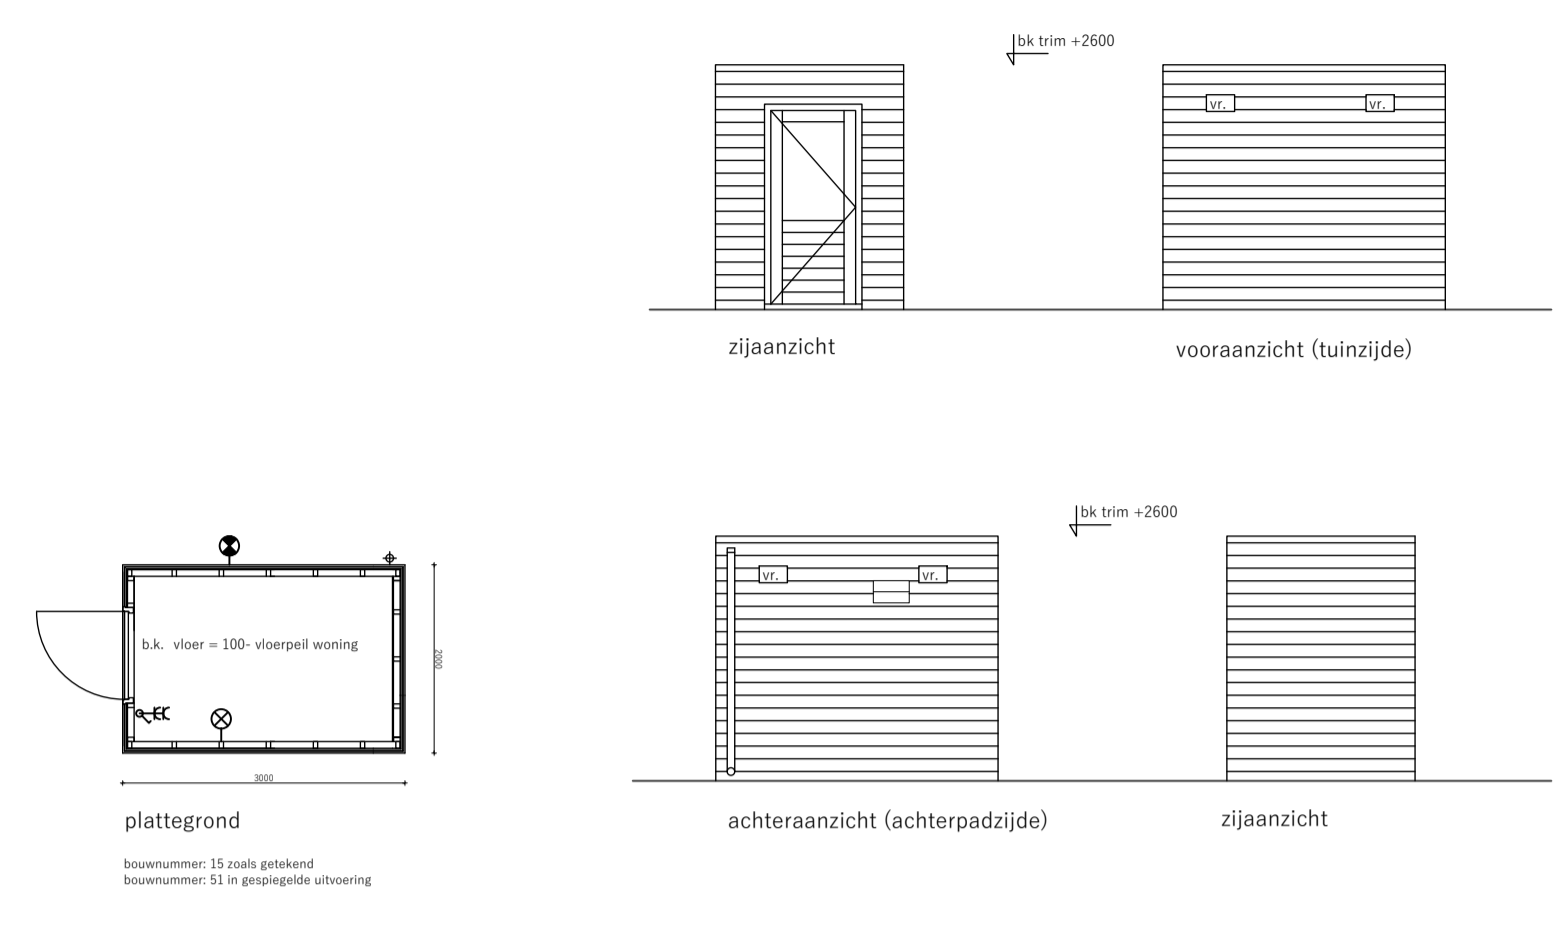 bk trim +2600
vr.
vr.
zijaanzicht
vooraanzicht (tuinzijde)
bk trim +2600
vr.
vr.
b.k. vloer = 100- vloerpeil woning
2000
3000
plattegrond
achteraanzicht (achterpadzijde)
zijaanzicht
bouwnummer: 15 zoals getekend
bouwnummer: 51 in gespiegelde uitvoering